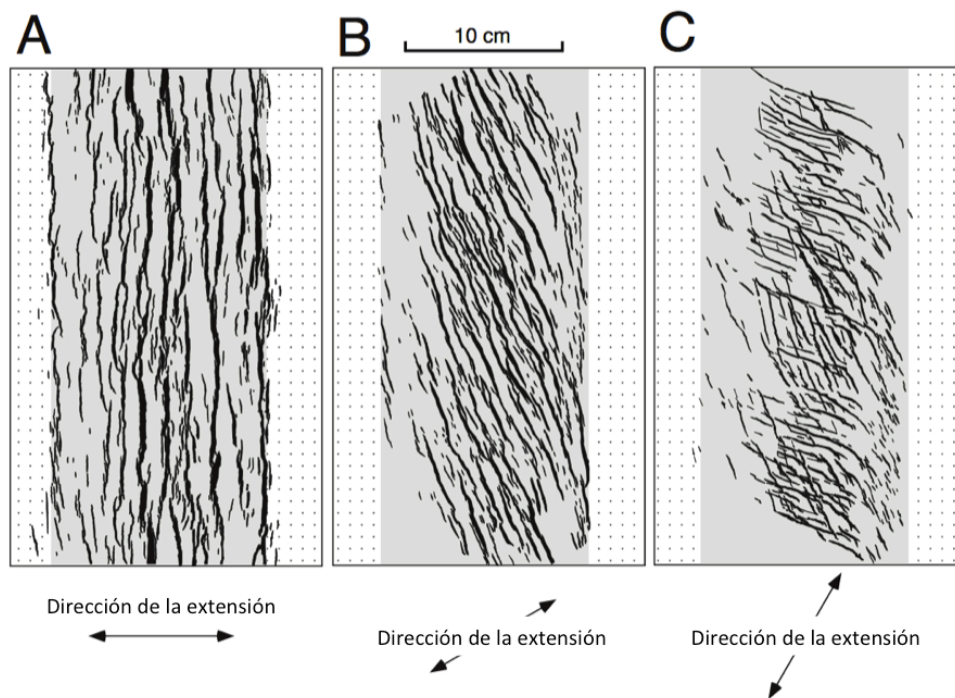 A
B
10 cm
C
Dirección de la extensión
Dirección de la extensión
Dirección de la extensión